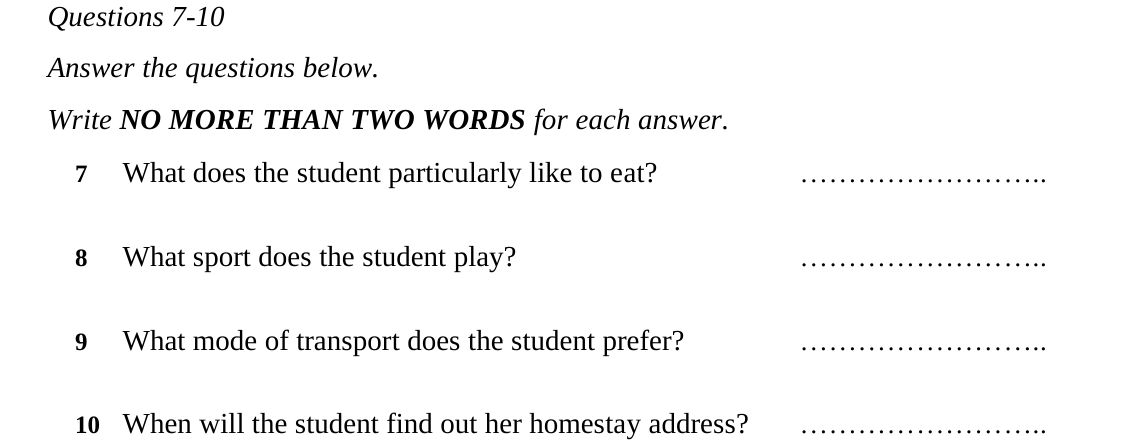 Questions 7-10
Answer the questions below.
Write NO MORE THAN TWO WORDS for each answer.
7 What does the student particularly like to eat? ……………………..
8 What sport does the student play? ……………………..
9 What mode of transport does the student prefer? ……………………..
10 When will the student find out her homestay address? ……………………..